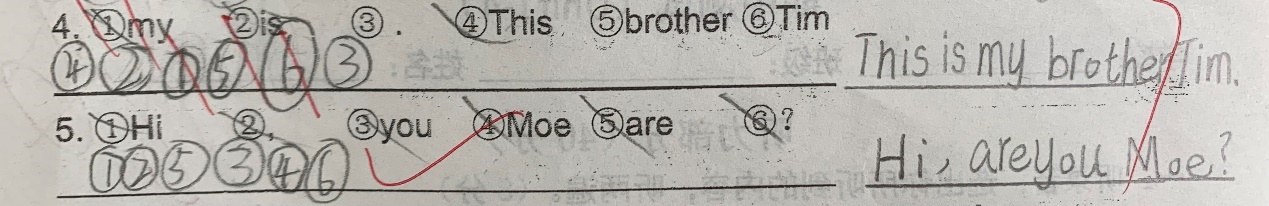 4. ①my ②is ③. ④This ⑤brother ⑥Tim
④②①⑤⑥③ This is my brother Tim.
5. ①Hi ②, ③you ④Moe ⑤are ⑥?
①②⑤③④⑥ Hi, are you Moe?